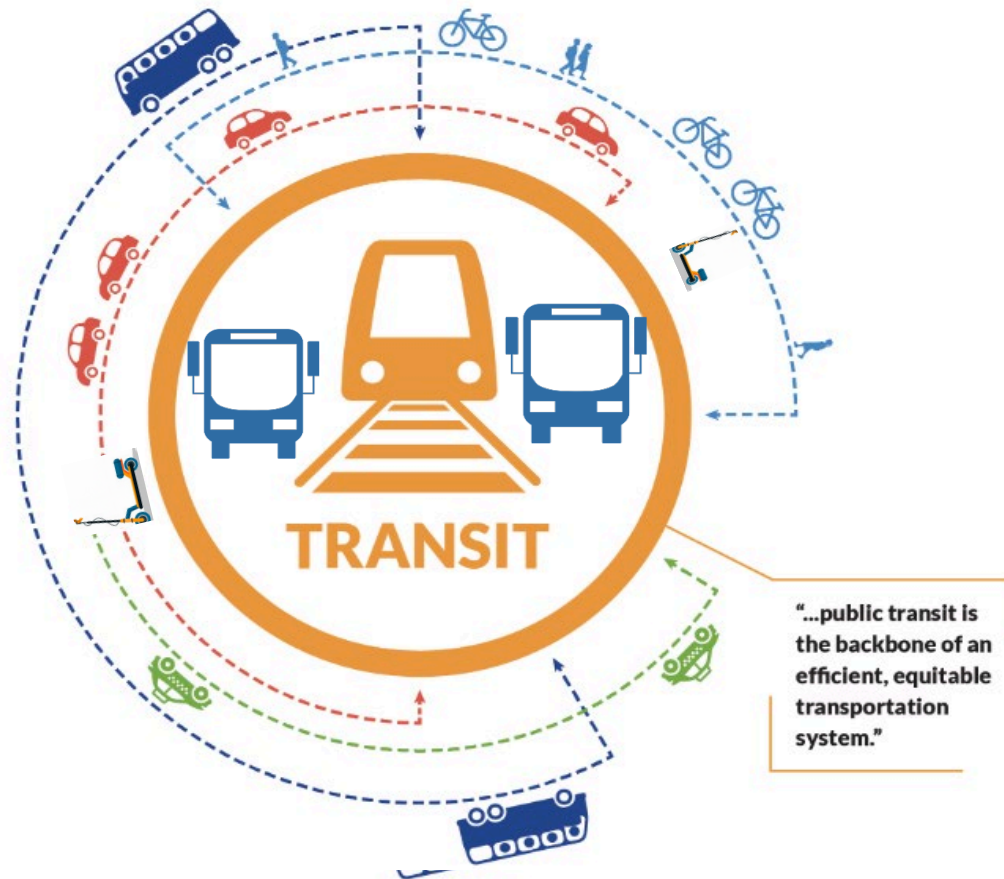 TRANSIT
“...public transit is
the backbone of an
efficient, equitable
transportation
system.”